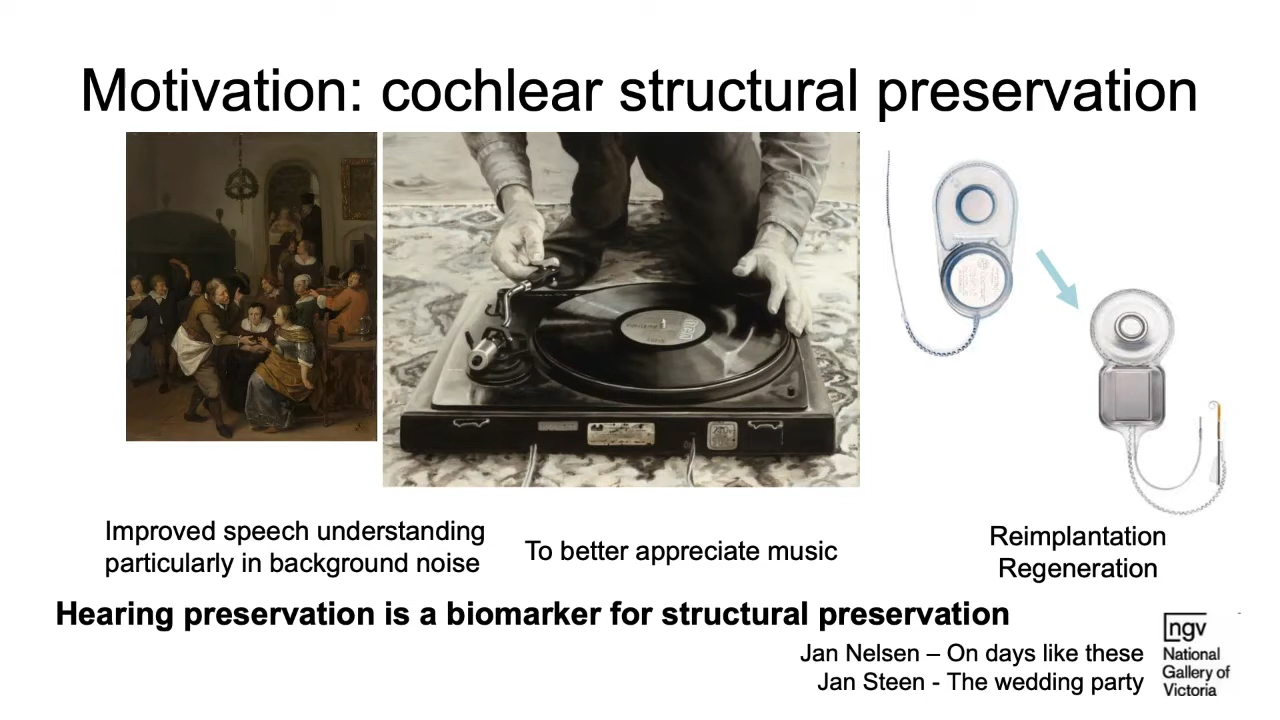 Motivation: cochlear structural preservation
Improved speech understanding
particularly in background noise
To better appreciate music
Reimplantation
Regeneration
Hearing preservation is a biomarker for structural preservation
Jan Nelsen – On days like these
Jan Steen - The wedding party
ngv
National
Gallery of
Victoria